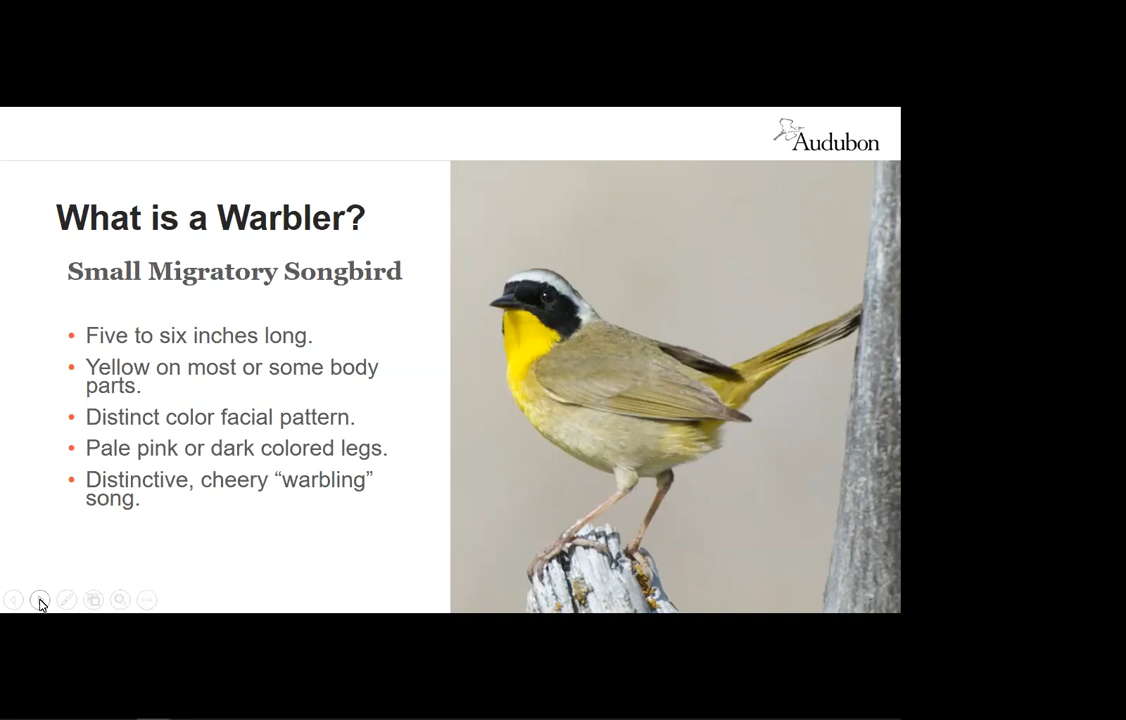 Audubon
What is a Warbler?
Small Migratory Songbird
• Five to six inches long.
• Yellow on most or some body
parts.
• Distinct color facial pattern.
• Pale pink or dark colored legs.
• Distinctive, cheery “warbling”
song.